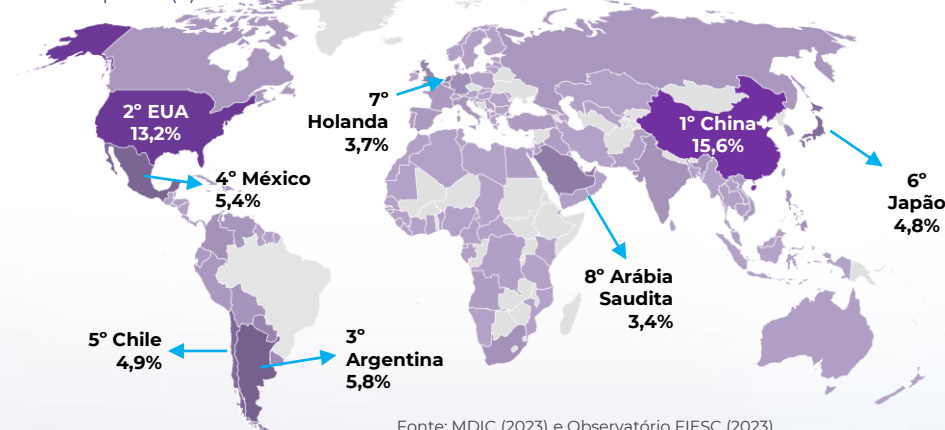 2º EUA
13,2%
1º China
15,6%
7º
Holanda
3,7%
4º México
5,4%
6º
Japão
4,8%
8º Arábia
Saudita
3,4%
5º Chile
4,9%
3º
Argentina
5,8%
Fonte: MDIC (2023) e Observatório FIESC (2023)